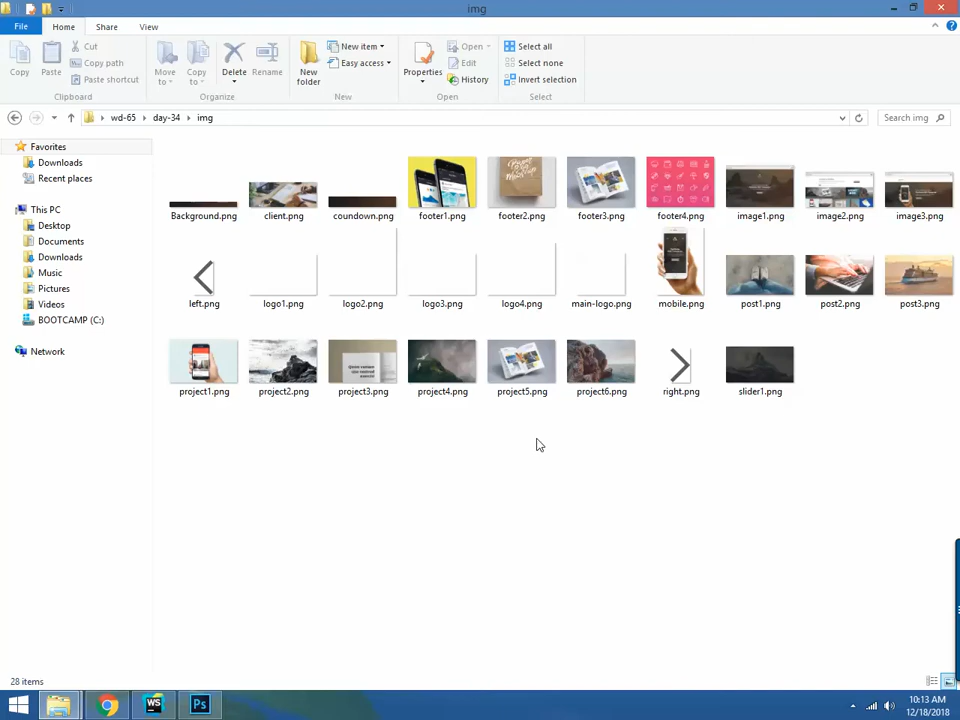 img
File Home Share View
Copy
Paste
Cut
Copy path
Paste shortcut
Clipboard
Move to
Copy to
Delete
Rename
Organize
New folder
New item
Easy access
New
Properties
Open
Edit
History
Open
Select all
Select none
Invert selection
Select
wd-65 day-34 img
Search img
Favorites
Downloads
Recent places
This PC
Desktop
Documents
Downloads
Music
Pictures
Videos
BOOTCAMP (C:)
Network
Background.png client.png coundown.png footer1.png footer2.png footer3.png footer4.png image1.png image2.png image3.png
left.png logo1.png logo2.png logo3.png logo4.png main-logo.png mobile.png post1.png post2.png post3.png
project1.png project2.png project3.png project4.png project5.png project6.png right.png slider1.png
28 items
WS
Ps
10:13 AM
12/18/2018